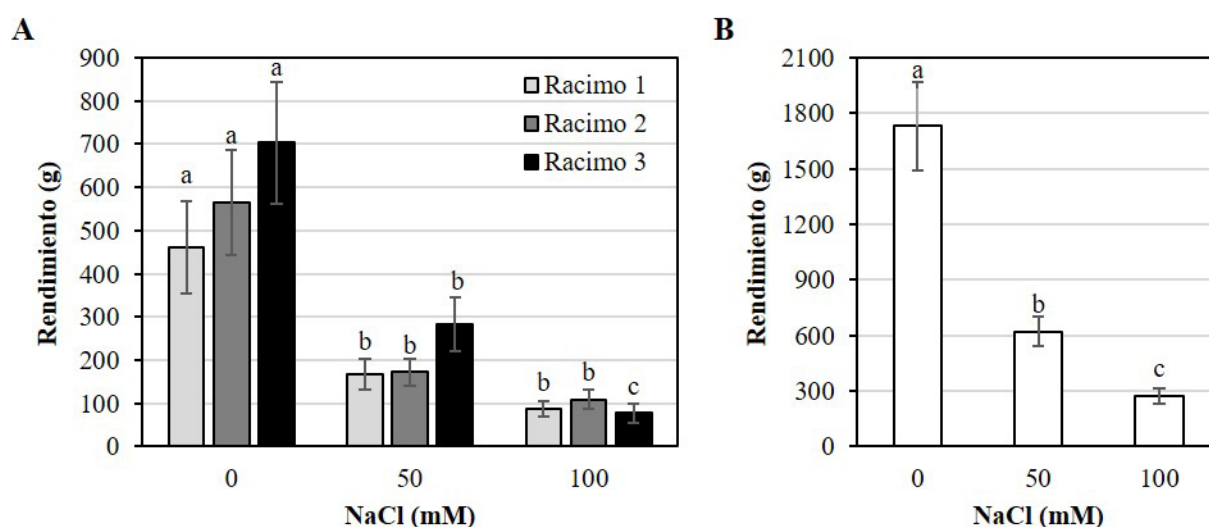 A
Rendimiento (g)
900
800
700
600
500
400
300
200
100
0
a
a
a
b
b
b
b
b
c
Racimo 1
Racimo 2
Racimo 3
0 50 100
NaCl (mM)
B
Rendimiento (g)
2100
1800
1500
1200
900
600
300
0
a
b
c
0 50 100
NaCl (mM)